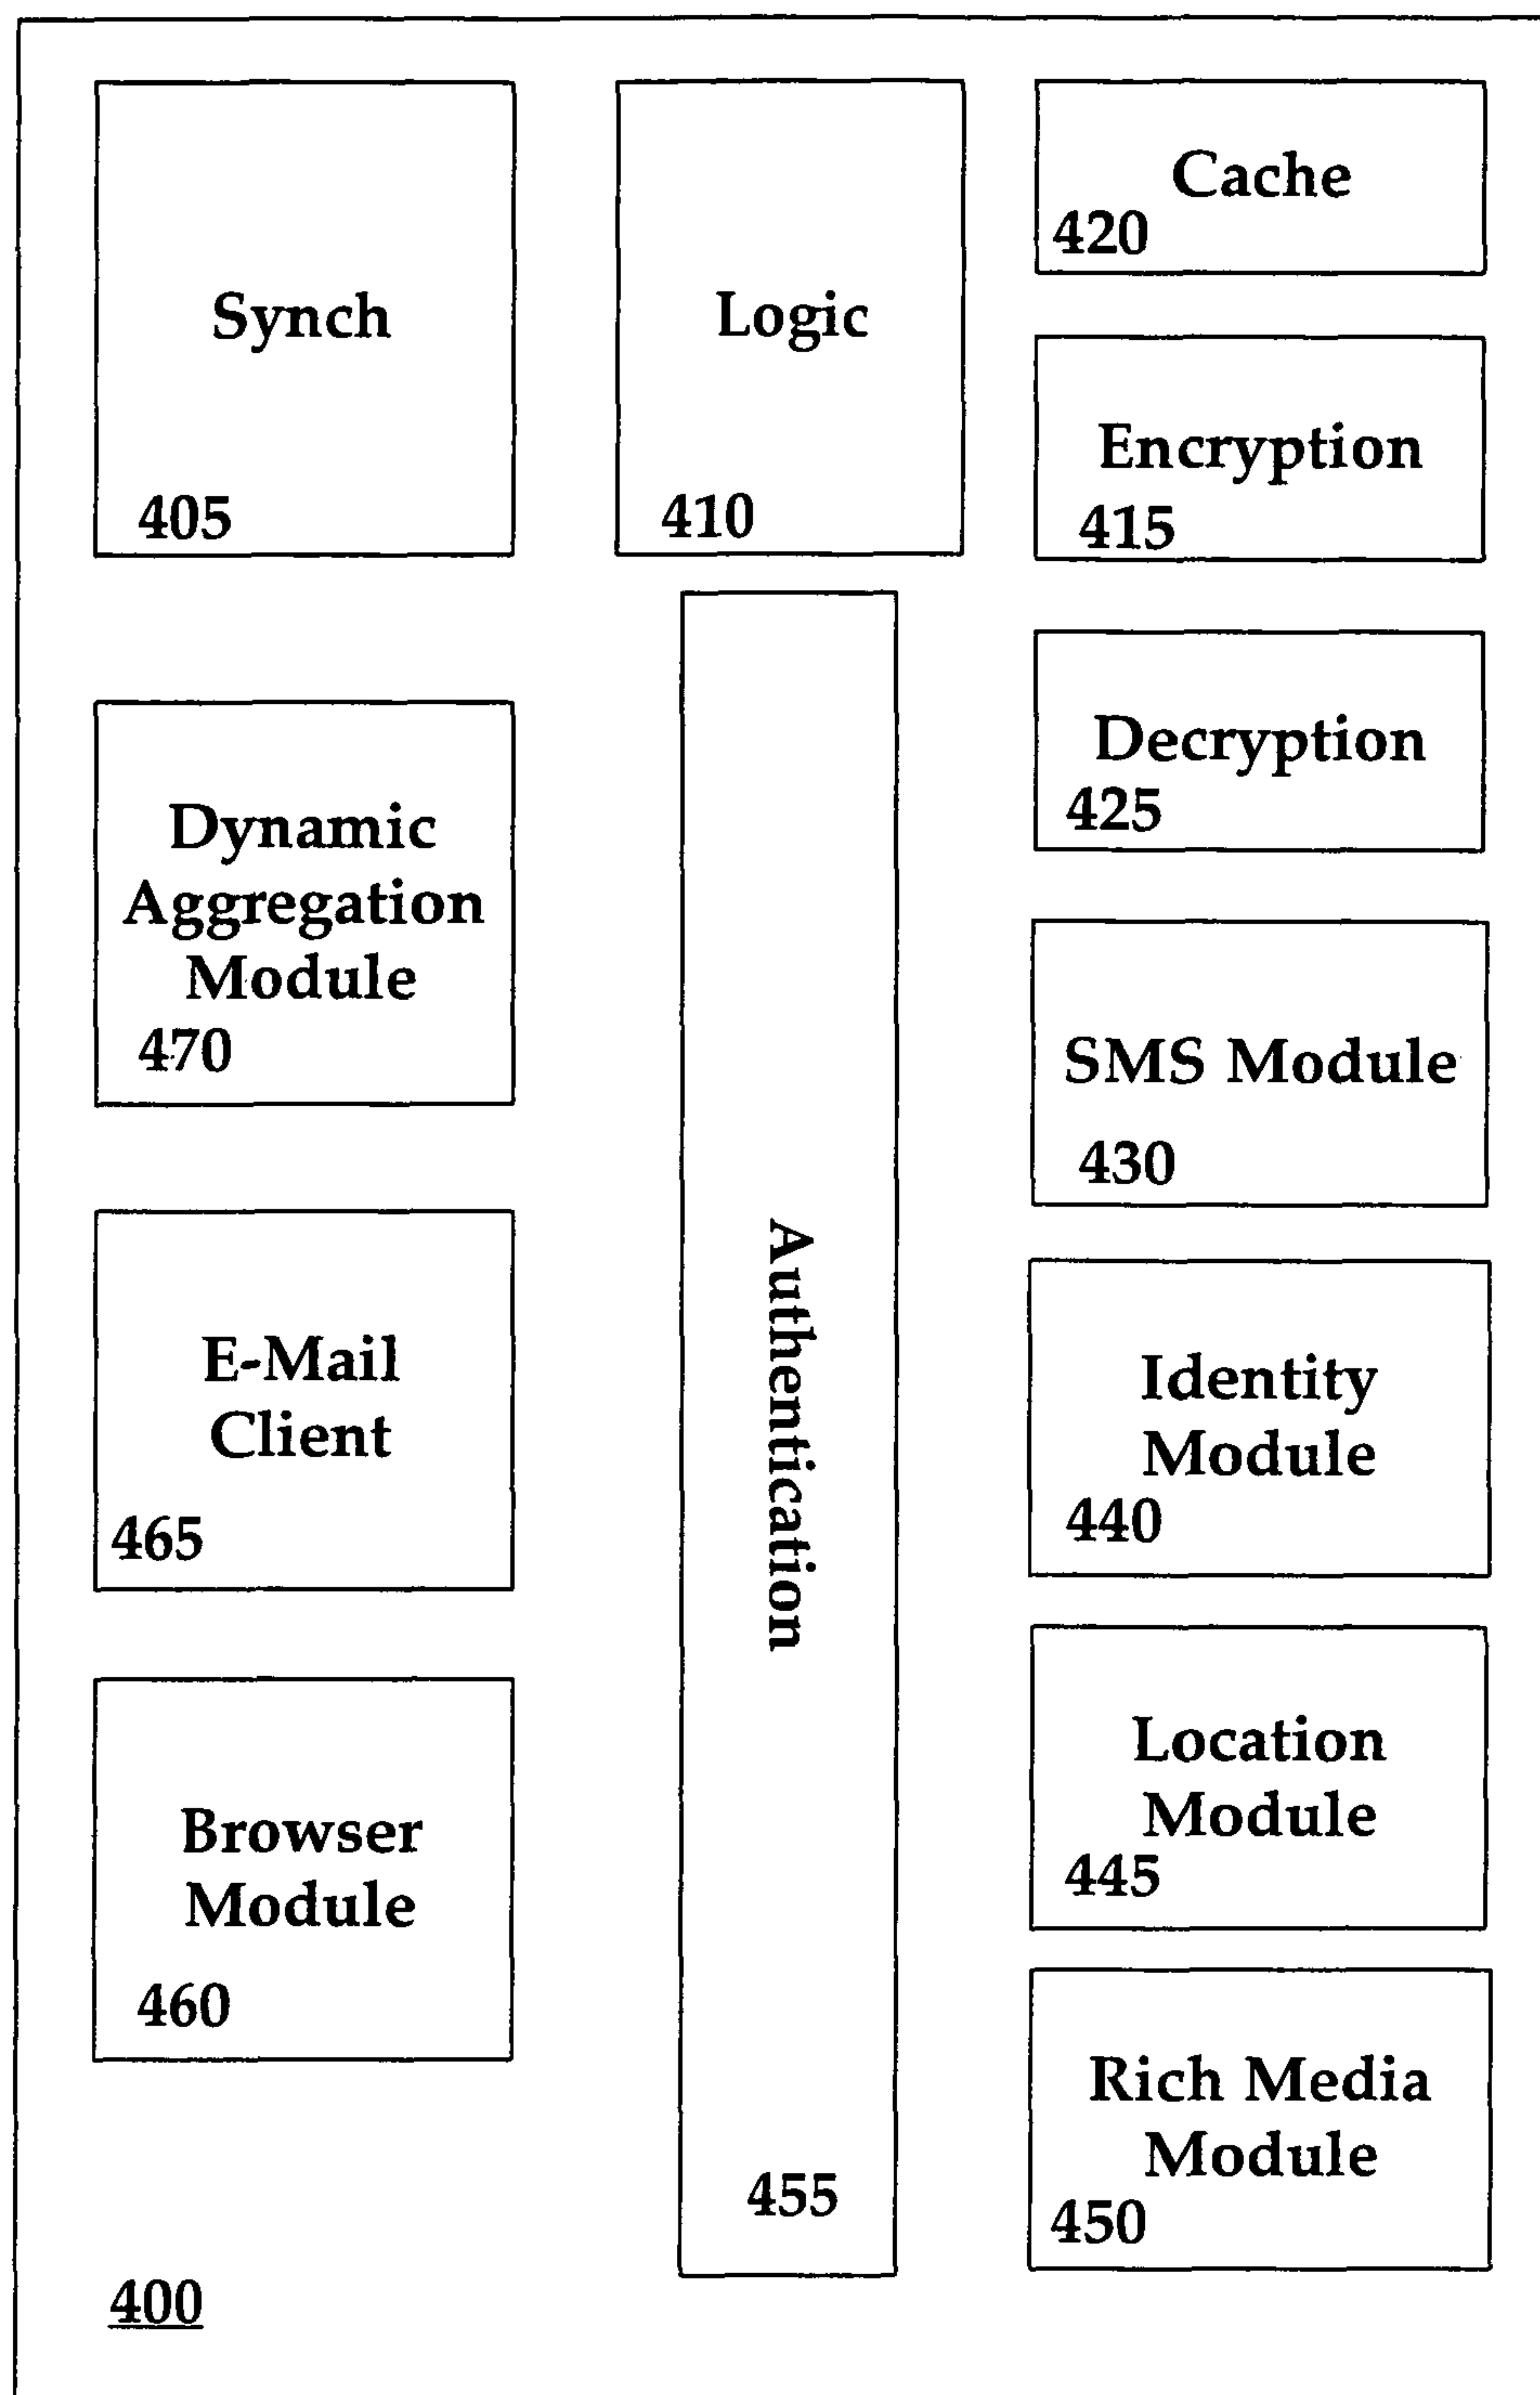 Synch
405
Logic
410
Cache
420
Encryption
415
Decryption
425
Dynamic
Aggregation
Module
470
SMS Module
430
E-Mail
Client
465
Authentication
455
Identity
Module
440
Location
Module
445
Browser
Module
460
Rich Media
Module
450
400